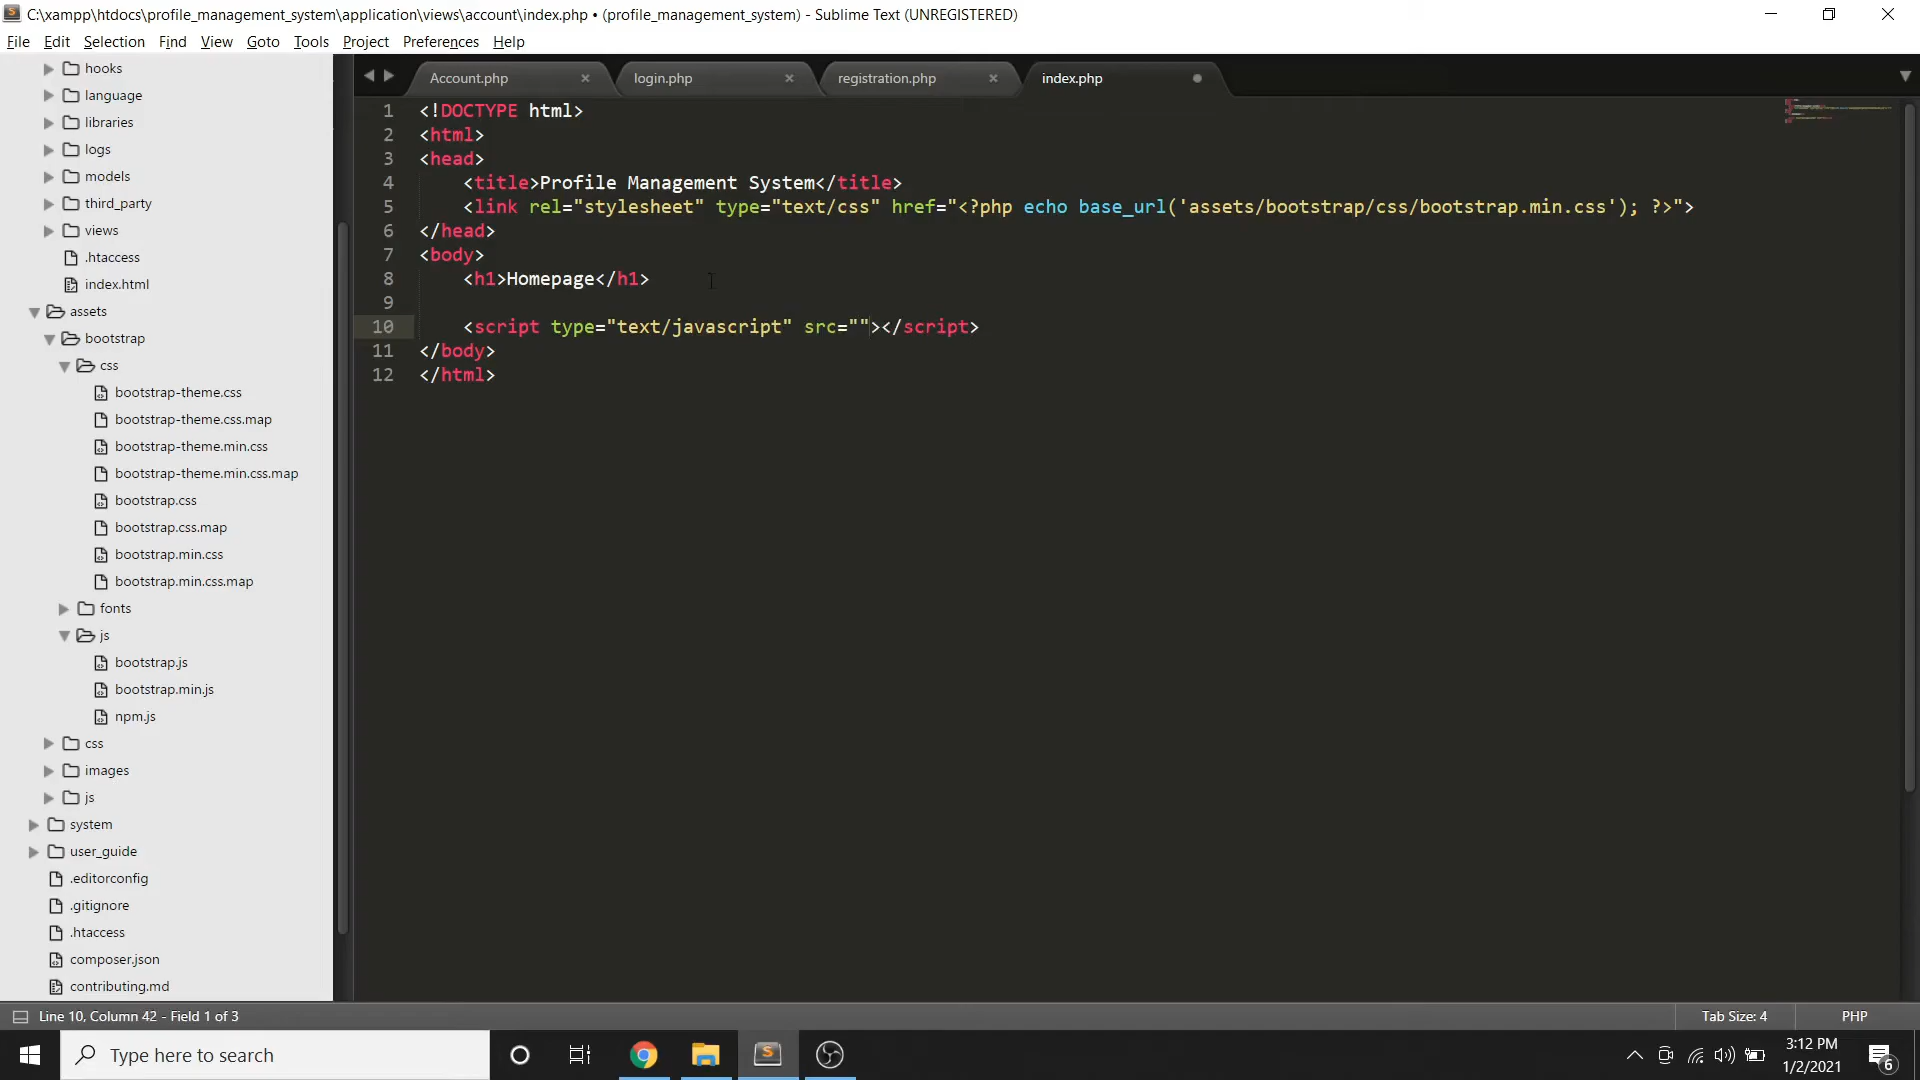 C:\xampp\htdocs\profile_management_system\application\views\account\index.php • (profile_management_system) - Sublime Text (UNREGISTERED)
File Edit Selection Find View Goto Tools Project Preferences Help
hooks
language
libraries
logs
models
third_party
views
.htaccess
index.html
assets
bootstrap
css
bootstrap-theme.css
bootstrap-theme.css.map
bootstrap-theme.min.css
bootstrap-theme.min.css.map
bootstrap.css
bootstrap.css.map
bootstrap.min.css
bootstrap.min.css.map
fonts
js
bootstrap.js
bootstrap.min.js
npm.js
css
images
js
system
user_guide
.editorconfig
.gitignore
.htaccess
composer.json
contributing.md
Account.php login.php registration.php index.php
1 <!DOCTYPE html>
2 <html>
3 <head>
4 <title>Profile Management System</title>
5 <link rel="stylesheet" type="text/css" href="<?php echo base_url('assets/bootstrap/css/bootstrap.min.css'); ?>">
6 </head>
7 <body>
8 <h1>Homepage</h1>
9
10 <script type="text/javascript" src=""></script>
11 </body>
12 </html>
Line 10, Column 42 - Field 1 of 3 Tab Size: 4 PHP
Type here to search
3:12 PM
1/2/2021
6